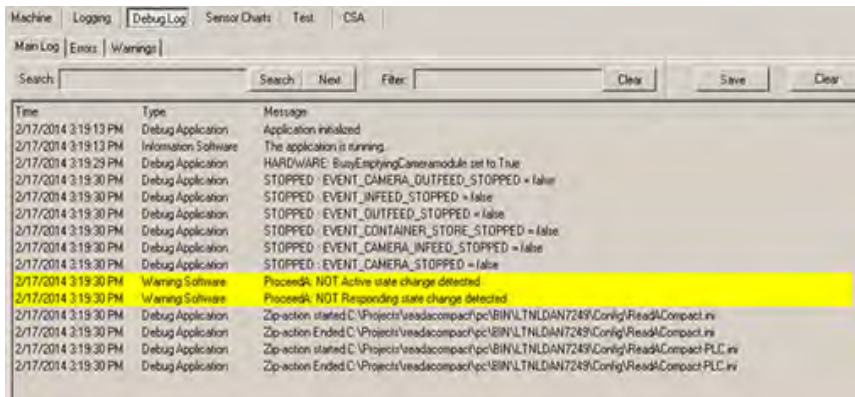 Machine Logging Debug Log Sensor Charts Test CSA
Main Log Errors Warnings
Search: Search Next Filter: Clear Save Clear
Time Type Message
2/17/2014 3:19:13 PM Debug Application Application initialized
2/17/2014 3:19:13 PM Information Software The application is running.
2/17/2014 3:19:29 PM Debug Application HARDWARE: BusyEmptyingCameramodule set to True
2/17/2014 3:19:30 PM Debug Application STOPPED : EVENT_CAMERA_OUTFEED_STOPPED = false
2/17/2014 3:19:30 PM Debug Application STOPPED : EVENT_INFEED_STOPPED = false
2/17/2014 3:19:30 PM Debug Application STOPPED : EVENT_OUTFEED_STOPPED = false
2/17/2014 3:19:30 PM Debug Application STOPPED : EVENT_CONTAINER_STORE_STOPPED = false
2/17/2014 3:19:30 PM Debug Application STOPPED : EVENT_CAMERA_INFEED_STOPPED = false
2/17/2014 3:19:30 PM Debug Application STOPPED : EVENT_CAMERA_STOPPED = false
2/17/2014 3:19:30 PM Warning Software ProceedA: NOT Active state change detected
2/17/2014 3:19:30 PM Warning Software ProceedA: NOT Responding state change detected
2/17/2014 3:19:30 PM Debug Application Zip-action started:C:\Projects\readacompact\pc\BIN\LTNLDAN7249\Config\ReadACompact.ini
2/17/2014 3:19:30 PM Debug Application Zip-action Ended:C:\Projects\readacompact\pc\BIN\LTNLDAN7249\Config\ReadACompact.ini
2/17/2014 3:19:30 PM Debug Application Zip-action started:C:\Projects\readacompact\pc\BIN\LTNLDAN7249\Config\ReadACompact-PLC.ini
2/17/2014 3:19:30 PM Debug Application Zip-action Ended:C:\Projects\readacompact\pc\BIN\LTNLDAN7249\Config\ReadACompact-PLC.ini